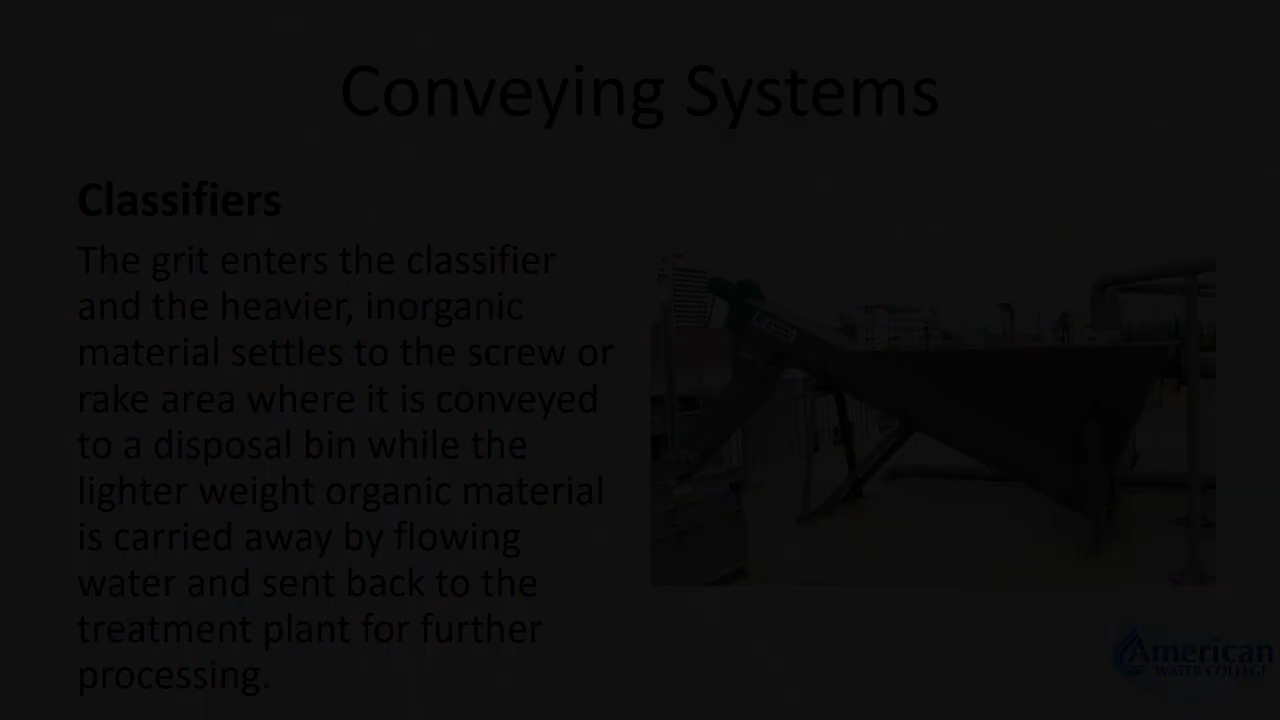 Conveying Systems
Classifiers
The grit enters the classifier
and the heavier, inorganic
material settles to the screw or
rake area where it is conveyed
to a disposal bin while the
lighter weight organic material
is carried away by flowing
water and sent back to the
treatment plant for further
processing.
American
WATER COLLEGE